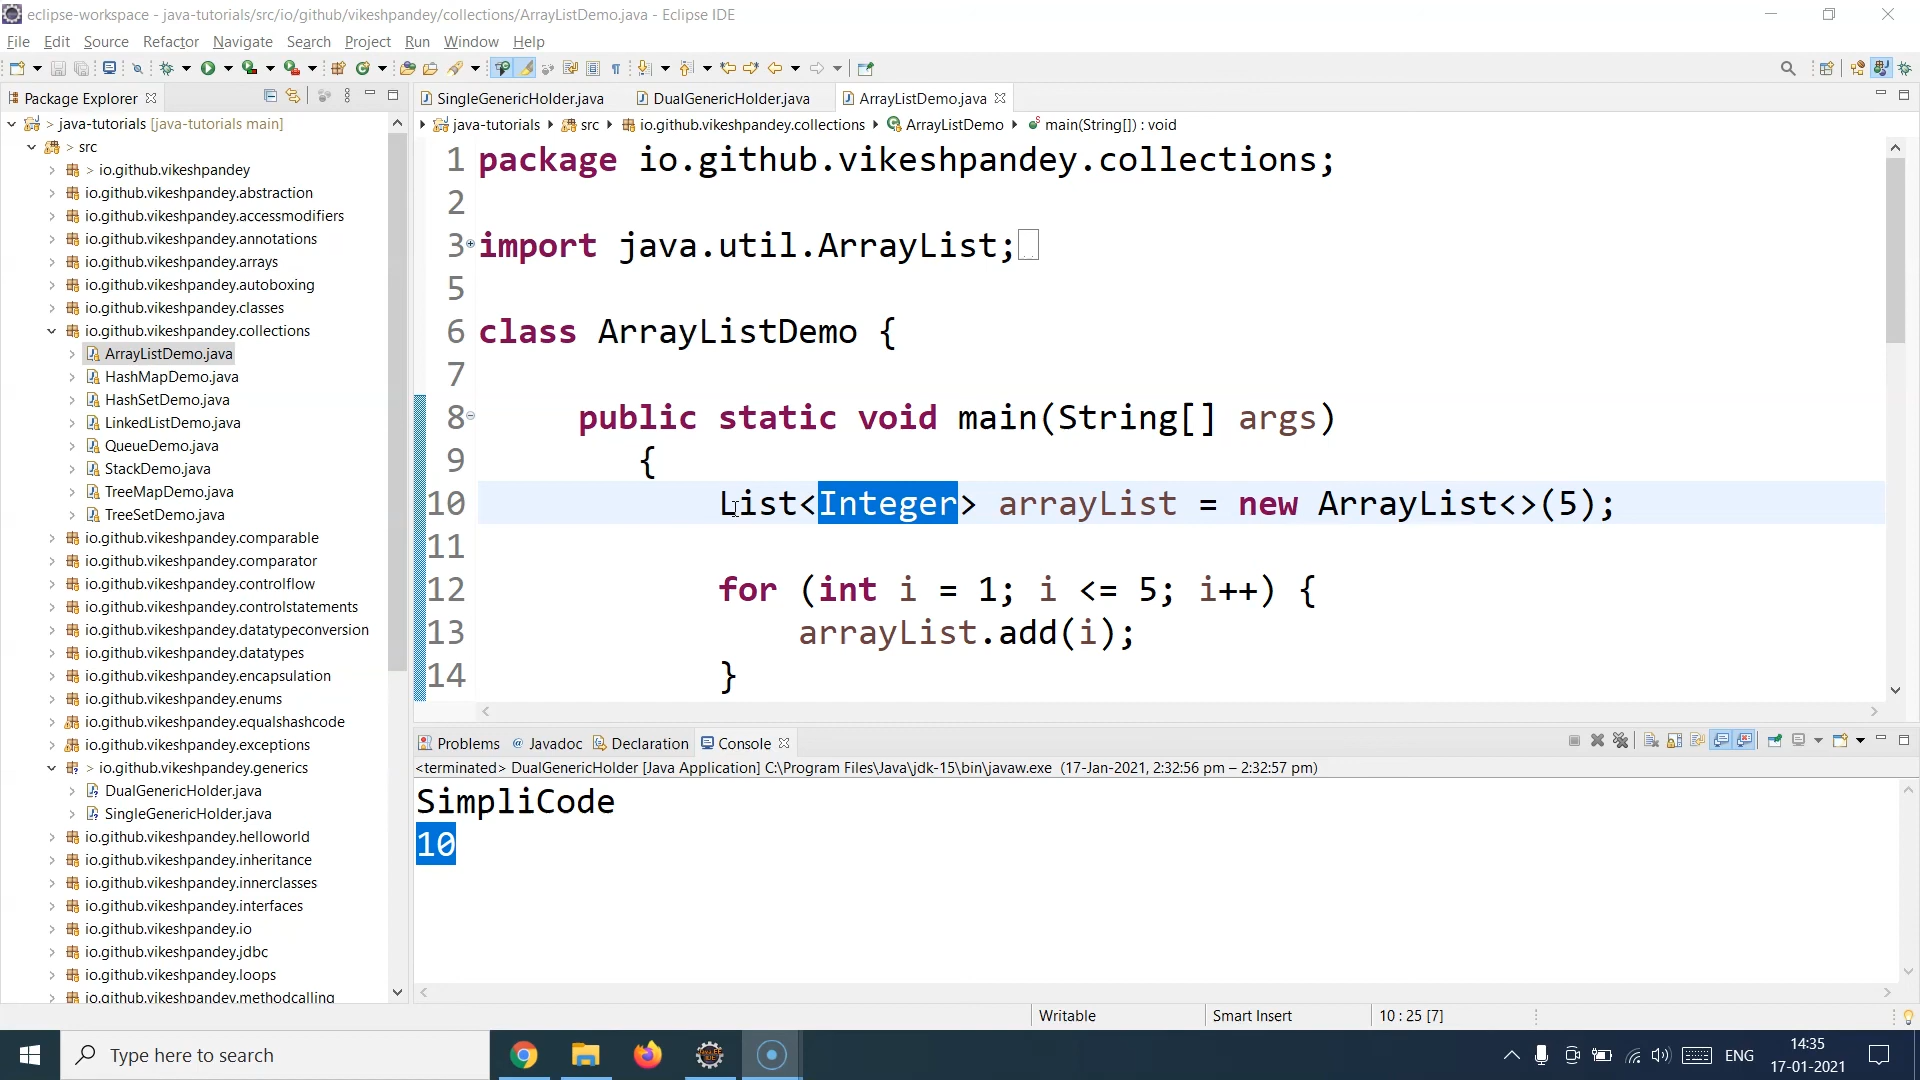 eclipse-workspace - java-tutorials/src/io/github/vikeshpandey/collections/ArrayListDemo.java - Eclipse IDE
File Edit Source Refactor Navigate Search Project Run Window Help
Package Explorer
> java-tutorials [java-tutorials main]
> src
> io.github.vikeshpandey
io.github.vikeshpandey.abstraction
io.github.vikeshpandey.accessmodifiers
io.github.vikeshpandey.annotations
io.github.vikeshpandey.arrays
io.github.vikeshpandey.autoboxing
io.github.vikeshpandey.classes
io.github.vikeshpandey.collections
ArrayListDemo.java
HashMapDemo.java
HashSetDemo.java
LinkedListDemo.java
QueueDemo.java
StackDemo.java
TreeMapDemo.java
TreeSetDemo.java
io.github.vikeshpandey.comparable
io.github.vikeshpandey.comparator
io.github.vikeshpandey.controlflow
io.github.vikeshpandey.controlstatements
io.github.vikeshpandey.datatypeconversion
io.github.vikeshpandey.datatypes
io.github.vikeshpandey.encapsulation
io.github.vikeshpandey.enums
io.github.vikeshpandey.equalshashcode
io.github.vikeshpandey.exceptions
> io.github.vikeshpandey.generics
DualGenericHolder.java
SingleGenericHolder.java
io.github.vikeshpandey.helloworld
io.github.vikeshpandey.inheritance
io.github.vikeshpandey.innerclasses
io.github.vikeshpandey.interfaces
io.github.vikeshpandey.io
io.github.vikeshpandey.jdbc
io.github.vikeshpandey.loops
io.github.vikeshpandey.methodcalling
SingleGenericHolder.java DualGenericHolder.java ArrayListDemo.java
java-tutorials src io.github.vikeshpandey.collections ArrayListDemo main(String[]) : void
1 package io.github.vikeshpandey.collections;
2
3 import java.util.ArrayList;
5
6 class ArrayListDemo {
7
8 public static void main(String[] args)
9 {
10 List<Integer> arrayList = new ArrayList<>(5);
11
12 for (int i = 1; i <= 5; i++) {
13 arrayList.add(i);
14 }
Problems Javadoc Declaration Console
<terminated> DualGenericHolder [Java Application] C:\Program Files\Java\jdk-15\bin\javaw.exe (17-Jan-2021, 2:32:56 pm – 2:32:57 pm)
SimpliCode
10
Writable Smart Insert 10 : 25 [7]
Type here to search
ENG
14:35
17-01-2021